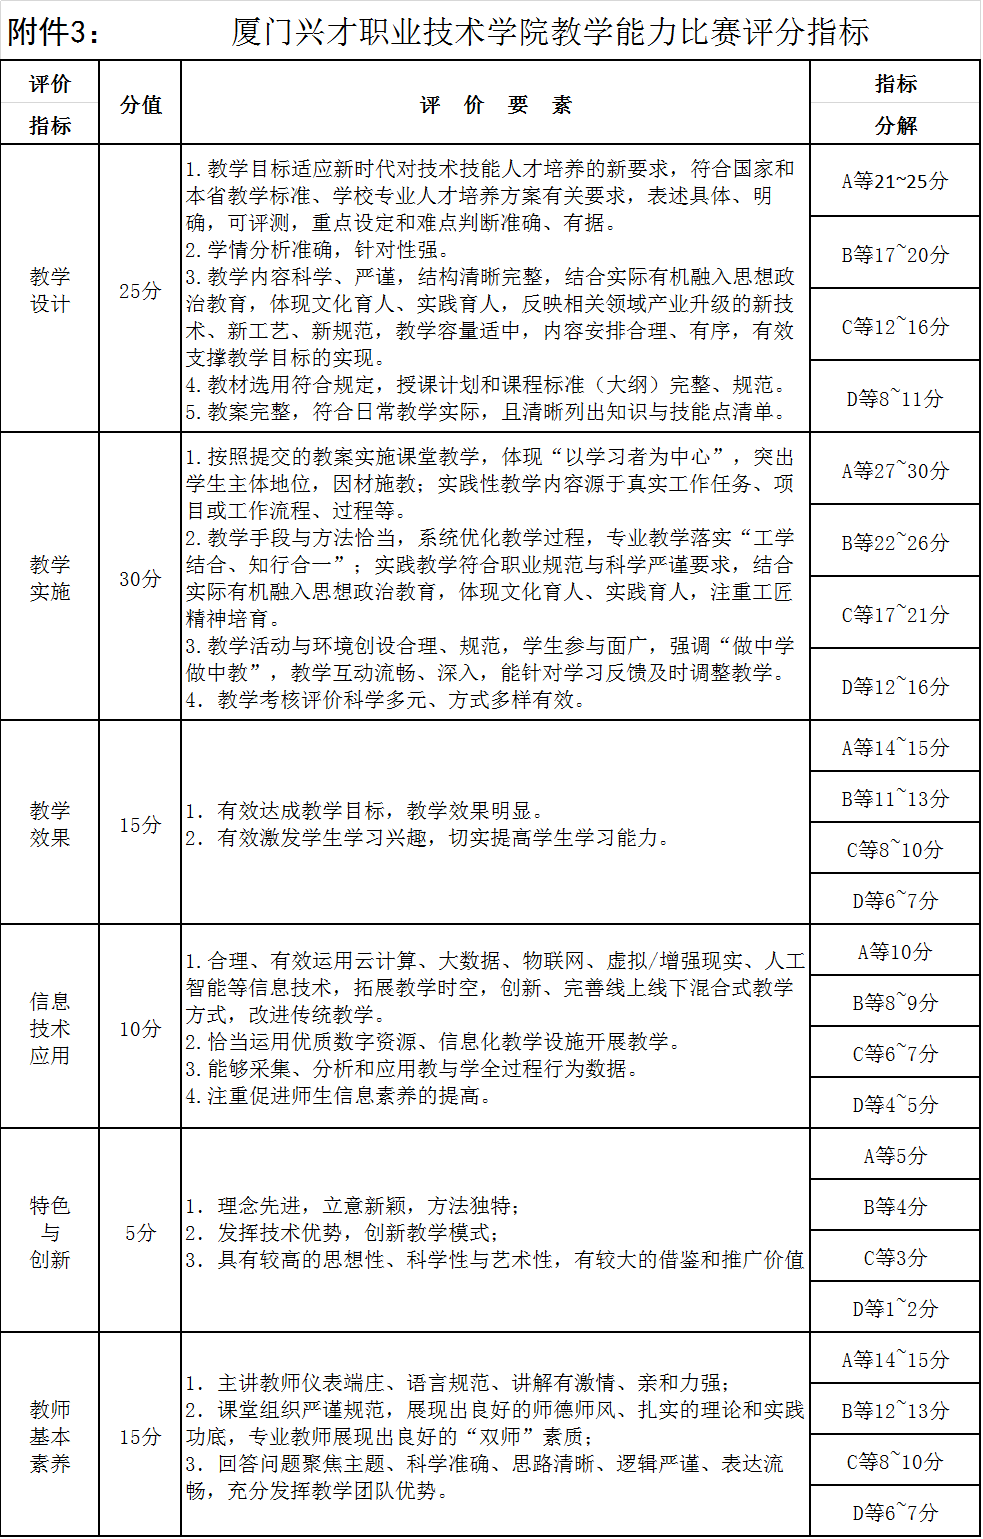 附件3： 厦门兴才职业技术学院教学能力比赛评分指标
评价
指标
分值
评 价 要 素
指标
分解
教学
设计
25分
1.教学目标适应新时代对技术技能人才培养的新要求，符合国家和
本省教学标准、学校专业人才培养方案有关要求，表述具体、明
确，可评测，重点设定和难点判断准确、有据。
2.学情分析准确，针对性强。
3.教学内容科学、严谨，结构清晰完整，结合实际有机融入思想政
治教育，体现文化育人、实践育人，反映相关领域产业升级的新技
术、新工艺、新规范，教学容量适中，内容安排合理、有序，有效
支撑教学目标的实现。
4.教材选用符合规定，授课计划和课程标准（大纲）完整、规范。
5.教案完整，符合日常教学实际，且清晰列出知识与技能点清单。
A等21~25分
B等17~20分
C等12~16分
D等8~11分
教学
实施
30分
1.按照提交的教案实施课堂教学，体现“以学习者为中心”，突出
学生主体地位，因材施教；实践性教学内容源于真实工作任务、项
目或工作流程、过程等。
2.教学手段与方法恰当，系统优化教学过程，专业教学落实“工学
结合、知行合一”；实践教学符合职业规范与科学严谨要求，结合
实际有机融入思想政治教育，体现文化育人、实践育人，注重工匠
精神培育。
3.教学活动与环境创设合理、规范，学生参与面广，强调“做中学
做中教”，教学互动流畅、深入，能针对学习反馈及时调整教学。
4．教学考核评价科学多元、方式多样有效。
A等27~30分
B等22~26分
C等17~21分
D等12~16分
教学
效果
15分
1．有效达成教学目标，教学效果明显。
2．有效激发学生学习兴趣，切实提高学生学习能力。
A等14~15分
B等11~13分
C等8~10分
D等6~7分
信息
技术
应用
10分
1.合理、有效运用云计算、大数据、物联网、虚拟/增强现实、人工
智能等信息技术，拓展教学时空，创新、完善线上线下混合式教学
方式，改进传统教学。
2.恰当运用优质数字资源、信息化教学设施开展教学。
3.能够采集、分析和应用教与学全过程行为数据。
4.注重促进师生信息素养的提高。
A等10分
B等8~9分
C等6~7分
D等4~5分
特色
与
创新
5分
1．理念先进，立意新颖，方法独特；
2．发挥技术优势，创新教学模式；
3．具有较高的思想性、科学性与艺术性，有较大的借鉴和推广价值
A等5分
B等4分
C等3分
D等1~2分
教师
基本
素养
15分
1．主讲教师仪表端庄、语言规范、讲解有激情、亲和力强；
2．课堂组织严谨规范，展现出良好的师德师风、扎实的理论和实践
功底，专业教师展现出良好的“双师”素质；
3．回答问题聚焦主题、科学准确、思路清晰、逻辑严谨、表达流
畅，充分发挥教学团队优势。
A等14~15分
B等12~13分
C等8~10分
D等6~7分